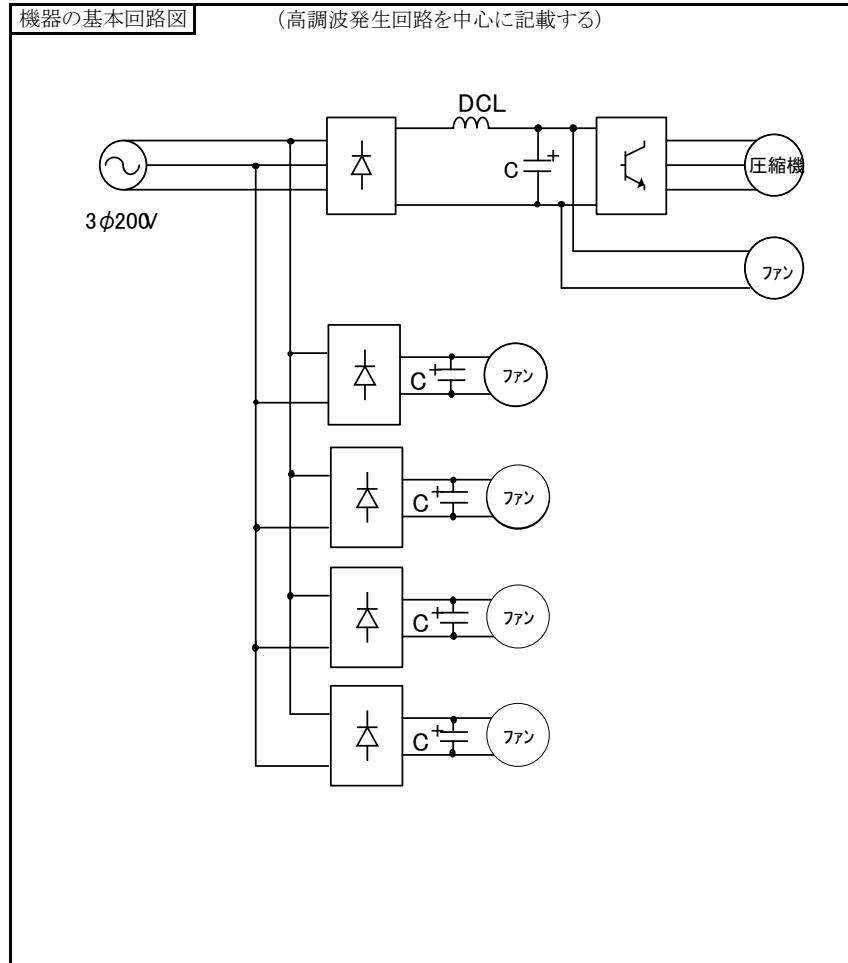 機器の基本回路図 (高調波発生回路を中心に記載する)
DCL
C +
圧縮機
3φ200V
ファン
C + ファン
C + ファン
C + ファン
C + ファン